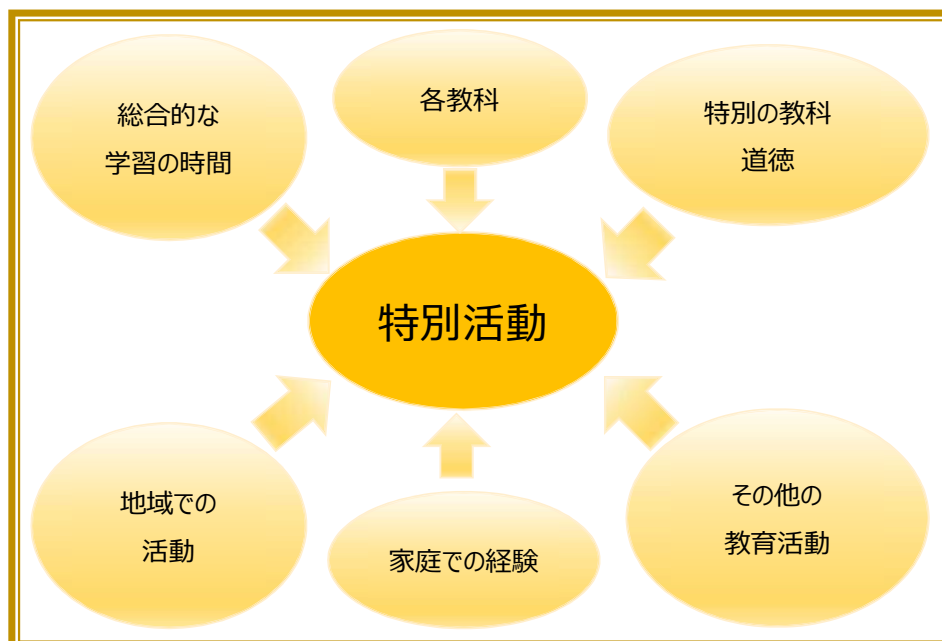 総合的な
学習の時間
各教科
特別の教科
道徳
特別活動
地域での
活動
家庭での経験
その他の
教育活動